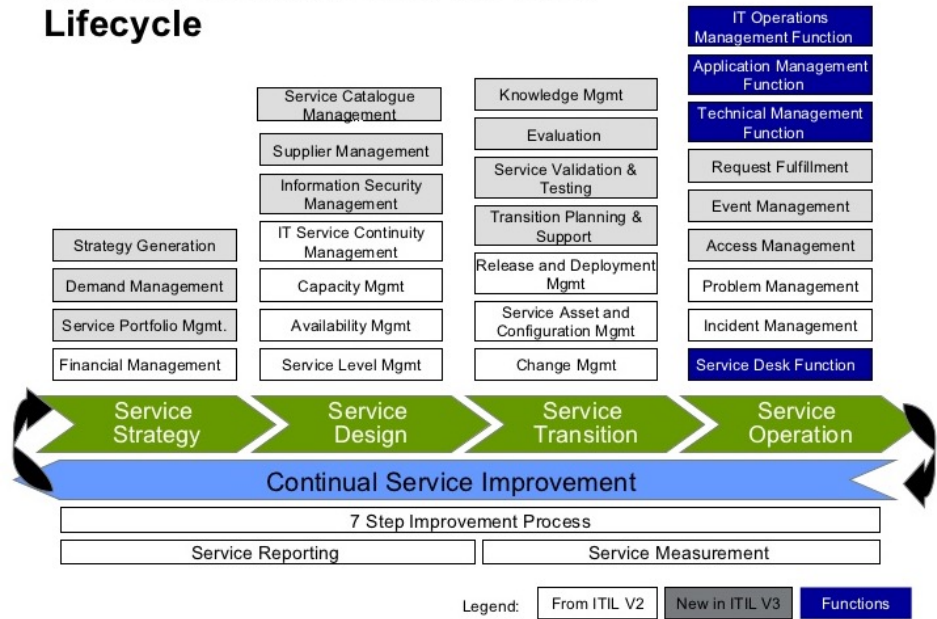 Lifecycle
IT Operations
Management Function
Application Management
Function
Technical Management
Function
Request Fulfillment
Event Management
Access Management
Problem Management
Incident Management
Service Desk Function
Knowledge Mgmt
Evaluation
Service Validation &
Testing
Transition Planning &
Support
Release and Deployment
Mgmt
Service Asset and
Configuration Mgmt
Change Mgmt
Service Catalogue
Management
Supplier Management
Information Security
Management
IT Service Continuity
Management
Capacity Mgmt
Availability Mgmt
Service Level Mgmt
Strategy Generation
Demand Management
Service Portfolio Mgmt.
Financial Management
Service
Strategy
Service
Design
Service
Transition
Service
Operation
Continual Service Improvement
7 Step Improvement Process
Service Reporting
Service Measurement
Legend:
From ITIL V2
New in ITIL V3
Functions